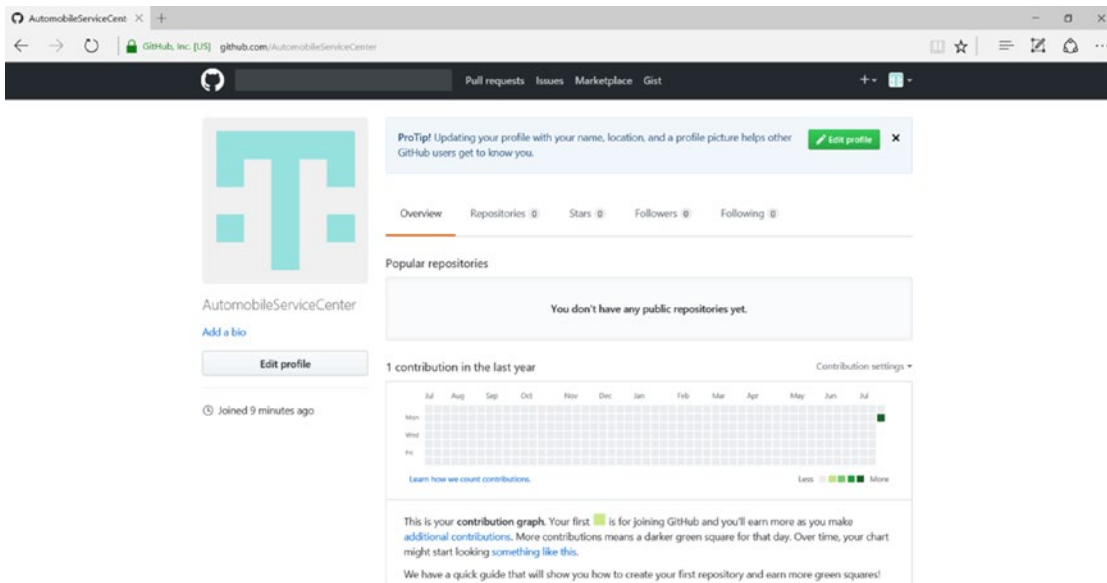 AutomobileServiceCent
GitHub, Inc. [US] github.com/AutomobileServiceCenter
Pull requests Issues Marketplace Gist
ProTip! Updating your profile with your name, location, and a profile picture helps other
GitHub users get to know you.
Edit profile
Overview Repositories 0 Stars 0 Followers 0 Following 0
Popular repositories
You don't have any public repositories yet.
AutomobileServiceCenter
Add a bio
Edit profile
Joined 9 minutes ago
1 contribution in the last year
Contribution settings
Jul Aug Sep Oct Nov Dec Jan Feb Mar Apr May Jun Jul
Mon
Wed
Fri
Learn how we count contributions.
Less More
This is your contribution graph. Your first is for joining GitHub and you'll earn more as you make
additional contributions. More contributions means a darker green square for that day. Over time, your chart
might start looking something like this.
We have a quick guide that will show you how to create your first repository and earn more green squares!